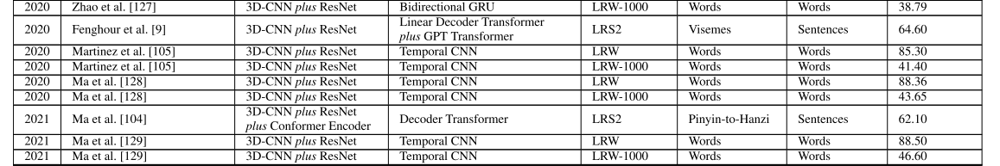 2020 Zhao et al. [127] 3D-CNN plus ResNet Bidirectional GRU LRW-1000 Words Words 38.79
2020 Fenghour et al. [9] 3D-CNN plus ResNet Linear Decoder Transformer plus GPT Transformer LRS2 Visemes Sentences 64.60
2020 Martinez et al. [105] 3D-CNN plus ResNet Temporal CNN LRW Words Words 85.30
2020 Martinez et al. [105] 3D-CNN plus ResNet Temporal CNN LRW-1000 Words Words 41.40
2020 Ma et al. [128] 3D-CNN plus ResNet Temporal CNN LRW Words Words 88.36
2020 Ma et al. [128] 3D-CNN plus ResNet Temporal CNN LRW-1000 Words Words 43.65
2021 Ma et al. [104] 3D-CNN plus ResNet plus Conformer Encoder Decoder Transformer LRS2 Pinyin-to-Hanzi Sentences 62.10
2021 Ma et al. [129] 3D-CNN plus ResNet Temporal CNN LRW Words Words 88.50
2021 Ma et al. [129] 3D-CNN plus ResNet Temporal CNN LRW-1000 Words Words 46.60